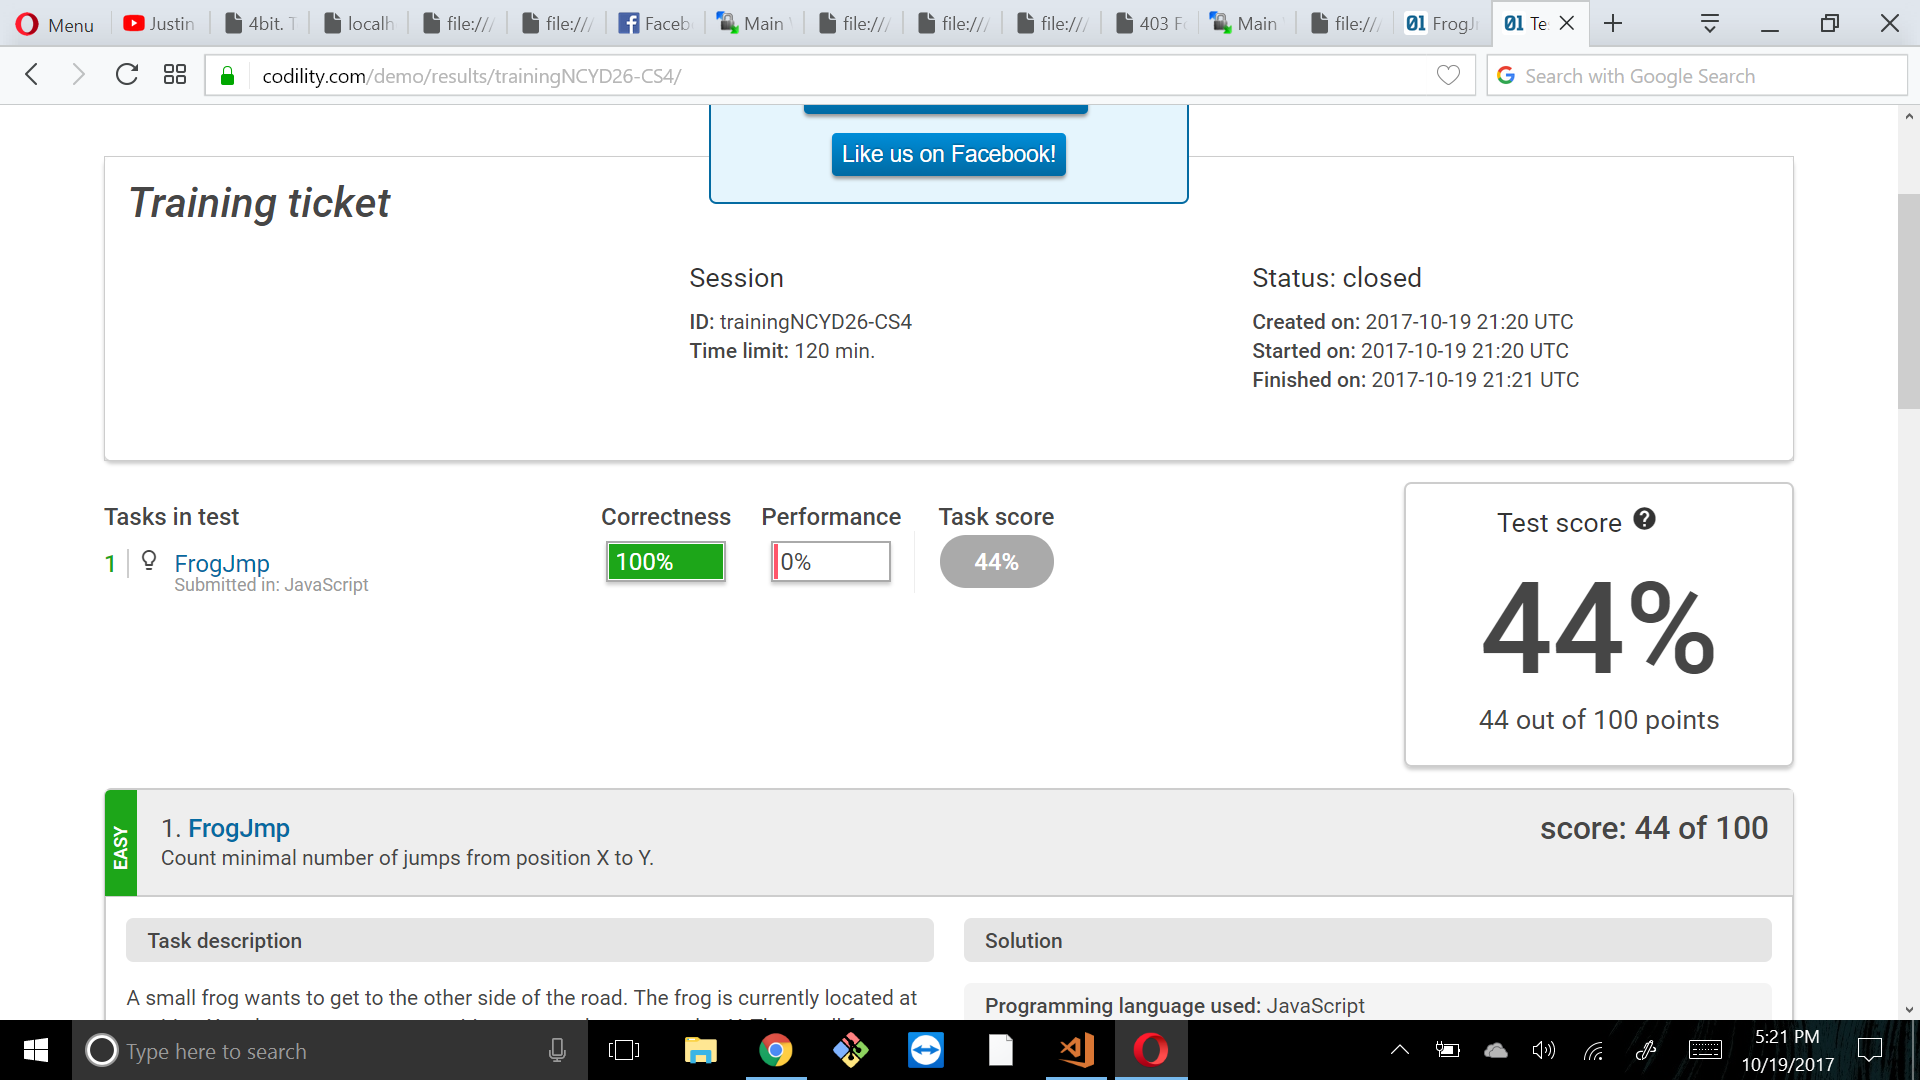 Menu
Justin
4bit. T
localh
file:///
file:///
Faceb
Main
file:///
file:///
file:///
403 F
Main
file:///
FrogJ
Te
codility.com/demo/results/trainingNCYD26-CS4/
Search with Google Search
Like us on Facebook!
Training ticket
Session
ID: trainingNCYD26-CS4
Time limit: 120 min.
Status: closed
Created on: 2017-10-19 21:20 UTC
Started on: 2017-10-19 21:20 UTC
Finished on: 2017-10-19 21:21 UTC
Tasks in test
Correctness
Performance
Task score
1
FrogJmp
Submitted in: JavaScript
100%
0%
44%
Test score ?
44%
44 out of 100 points
EASY
1. FrogJmp
Count minimal number of jumps from position X to Y.
score: 44 of 100
Task description
A small frog wants to get to the other side of the road. The frog is currently located at
Solution
Programming language used: JavaScript
Type here to search
5:21 PM
10/19/2017